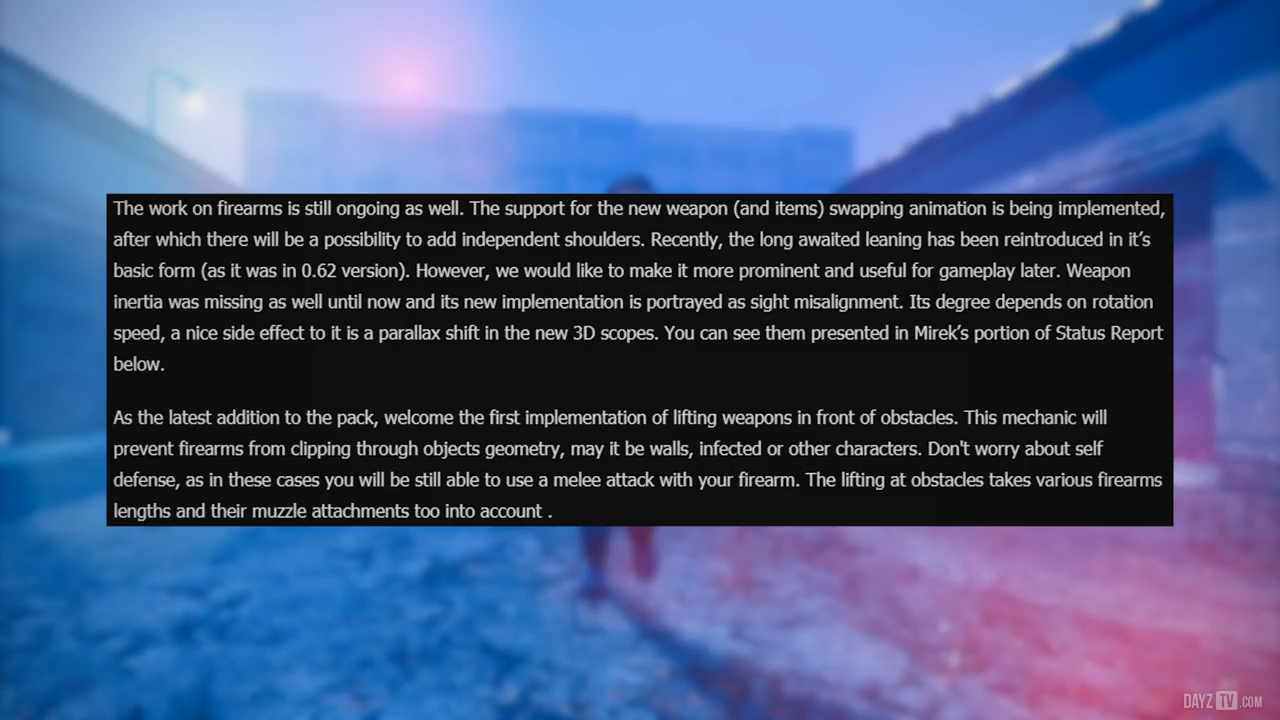 The work on firearms is still ongoing as well. The support for the new weapon (and items) swapping animation is being implemented,
after which there will be a possibility to add independent shoulders. Recently, the long awaited leaning has been reintroduced in it’s
basic form (as it was in 0.62 version). However, we would like to make it more prominent and useful for gameplay later. Weapon
inertia was missing as well until now and its new implementation is portrayed as sight misalignment. Its degree depends on rotation
speed, a nice side effect to it is a parallax shift in the new 3D scopes. You can see them presented in Mirek’s portion of Status Report
below.
As the latest addition to the pack, welcome the first implementation of lifting weapons in front of obstacles. This mechanic will
prevent firearms from clipping through objects geometry, may it be walls, infected or other characters. Don't worry about self
defense, as in these cases you will be still able to use a melee attack with your firearm. The lifting at obstacles takes various firearms
lengths and their muzzle attachments too into account .
DAYZ TV .COM